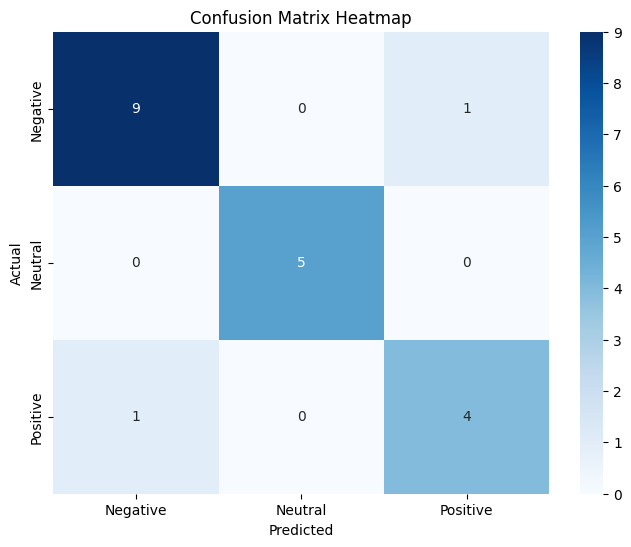 Confusion Matrix Heatmap
Actual
Negative
9
0
1
Neutral
0
5
0
Positive
1
0
4
Negative
Neutral
Positive
Predicted
9
8
7
6
5
4
3
2
1
0